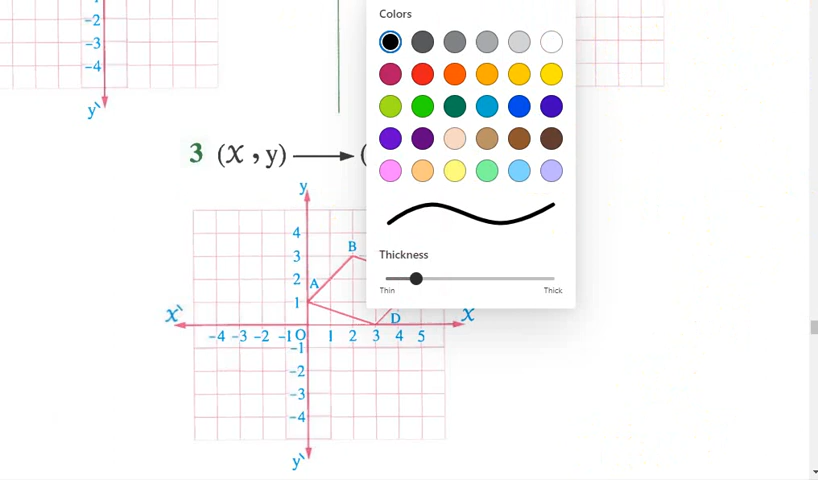 Colors
-2
-3
-4
y'
3 (x , y) ⟶ (
y
4
B
3
2
A
1
Thickness
Thin Thick
x' D x
-4 -3 -2 -1 O 1 2 3 4 5
-1
-2
-3
-4
y'